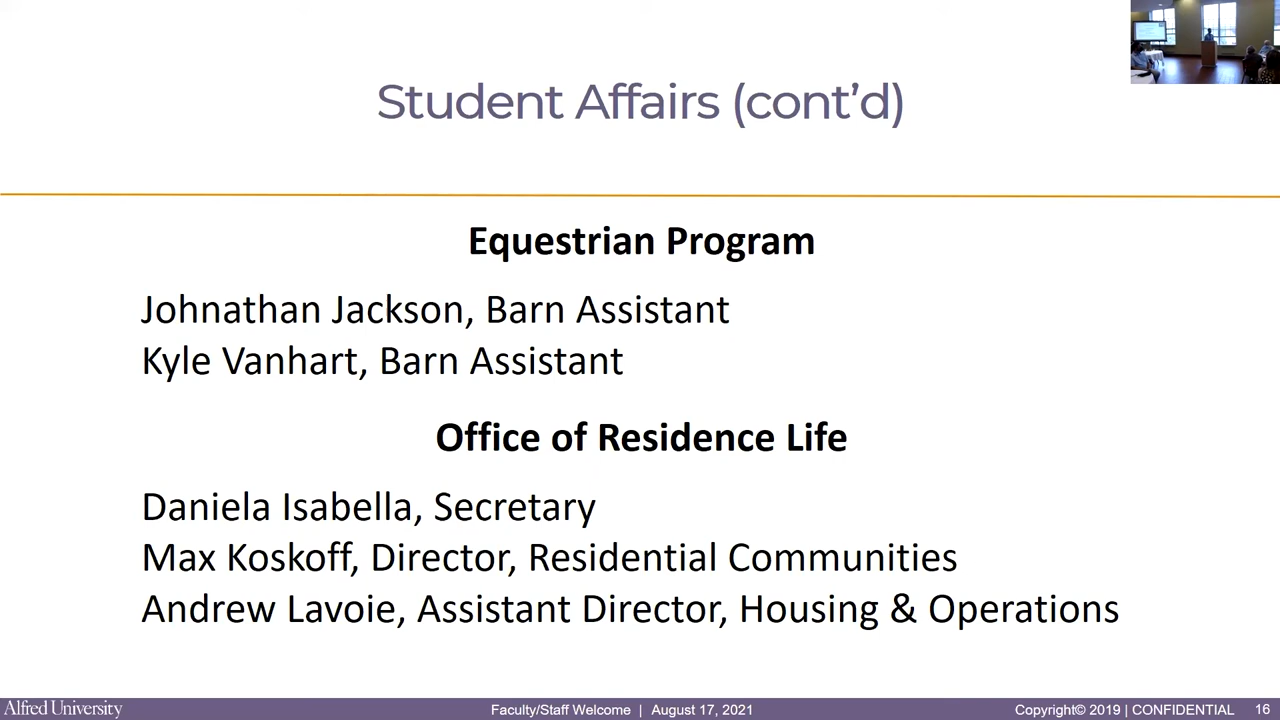 Student Affairs (cont’d)
Equestrian Program
Johnathan Jackson, Barn Assistant
Kyle Vanhart, Barn Assistant
Office of Residence Life
Daniela Isabella, Secretary
Max Koskoff, Director, Residential Communities
Andrew Lavoie, Assistant Director, Housing & Operations
Alfred University
Faculty/Staff Welcome | August 17, 2021
Copyright© 2019 | CONFIDENTIAL 16